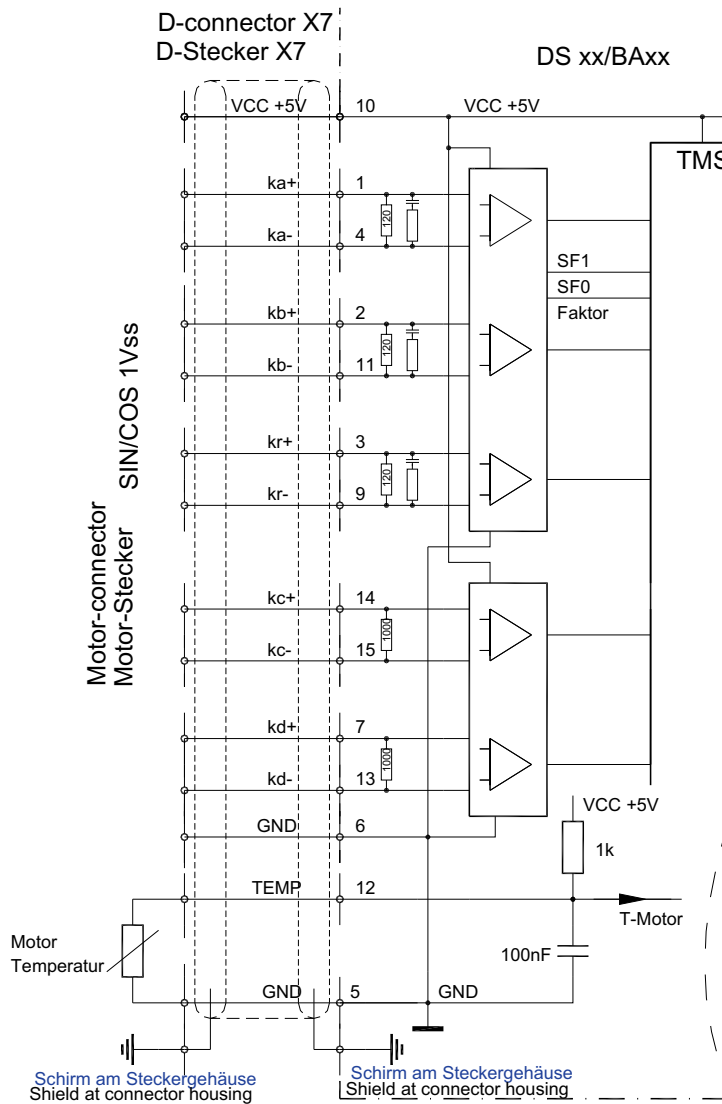 D-connector X7
D-Stecker X7
DS xx/BAxx
VCC +5V
10
VCC +5V
TMS
ka+
1
120
ka-
4
SF1
SF0
Faktor
kb+
2
120
kb-
11
SIN/COS 1Vss
kr+
3
120
kr-
9
Motor-connector
Motor-Stecker
kc+
14
1000
kc-
15
kd+
7
1000
kd-
13
VCC +5V
GND
6
1k
TEMP
12
T-Motor
Motor
Temperatur
100nF
GND
5
GND
Schirm am Steckergehäuse
Shield at connector housing
Schirm am Steckergehäuse
Shield at connector housing